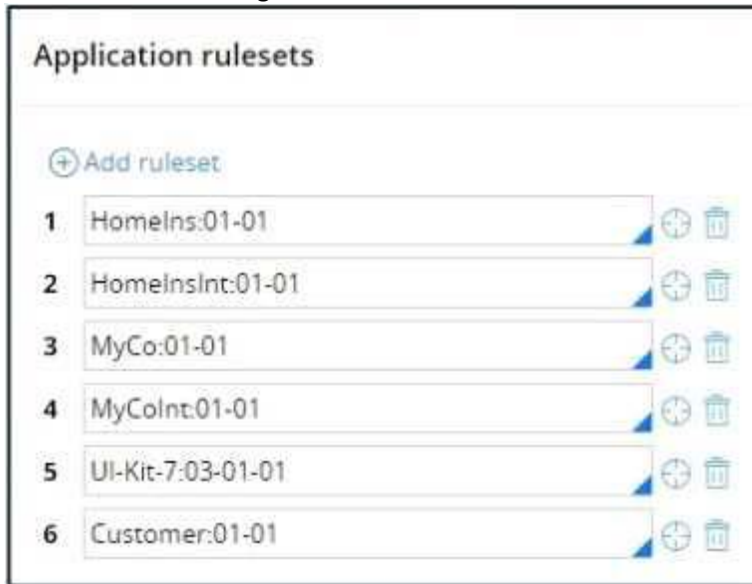 Application rulesets
Add ruleset
1 HomeIns:01-01
2 HomeInsInt:01-01
3 MyCo:01-01
4 MyCoInt:01-01
5 UI-Kit-7:03-01-01
6 Customer:01-01